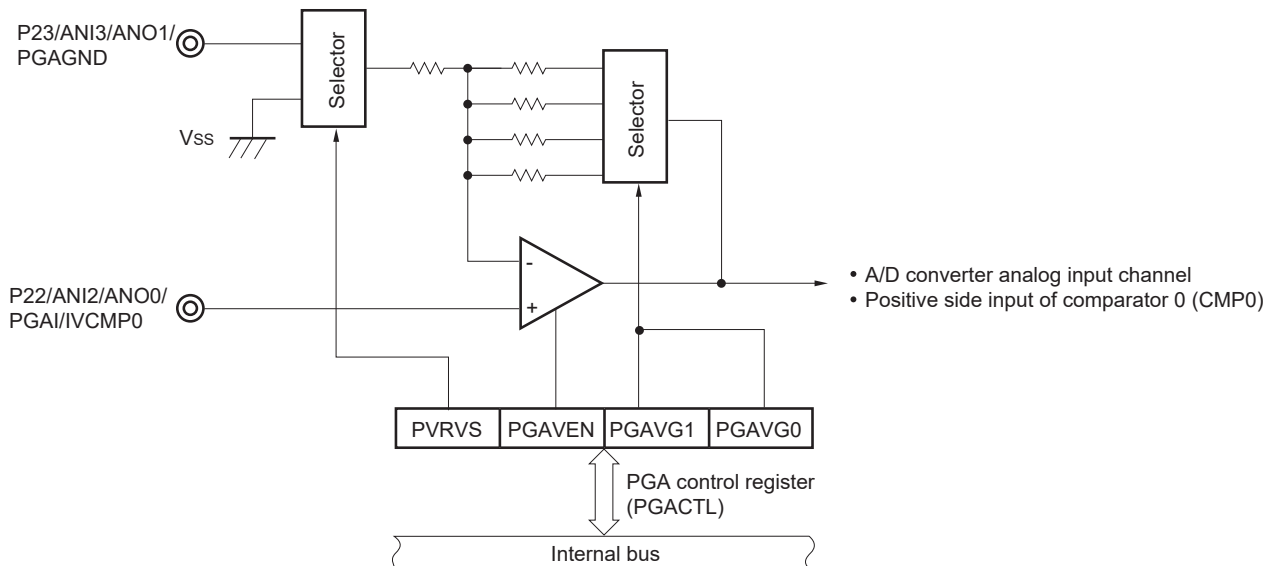 P23/ANI3/ANO1/
PGAGND
Selector
Vss
Selector
-
+
P22/ANI2/ANO0/
PGAI/IVCMP0
• A/D converter analog input channel
• Positive side input of comparator 0 (CMP0)
PVRVS PGAVEN PGAVG1 PGAVG0
PGA control register
(PGACTL)
Internal bus